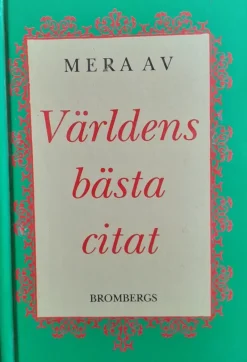 MERA AV
Världens
bästa
citat
BROMBERGS